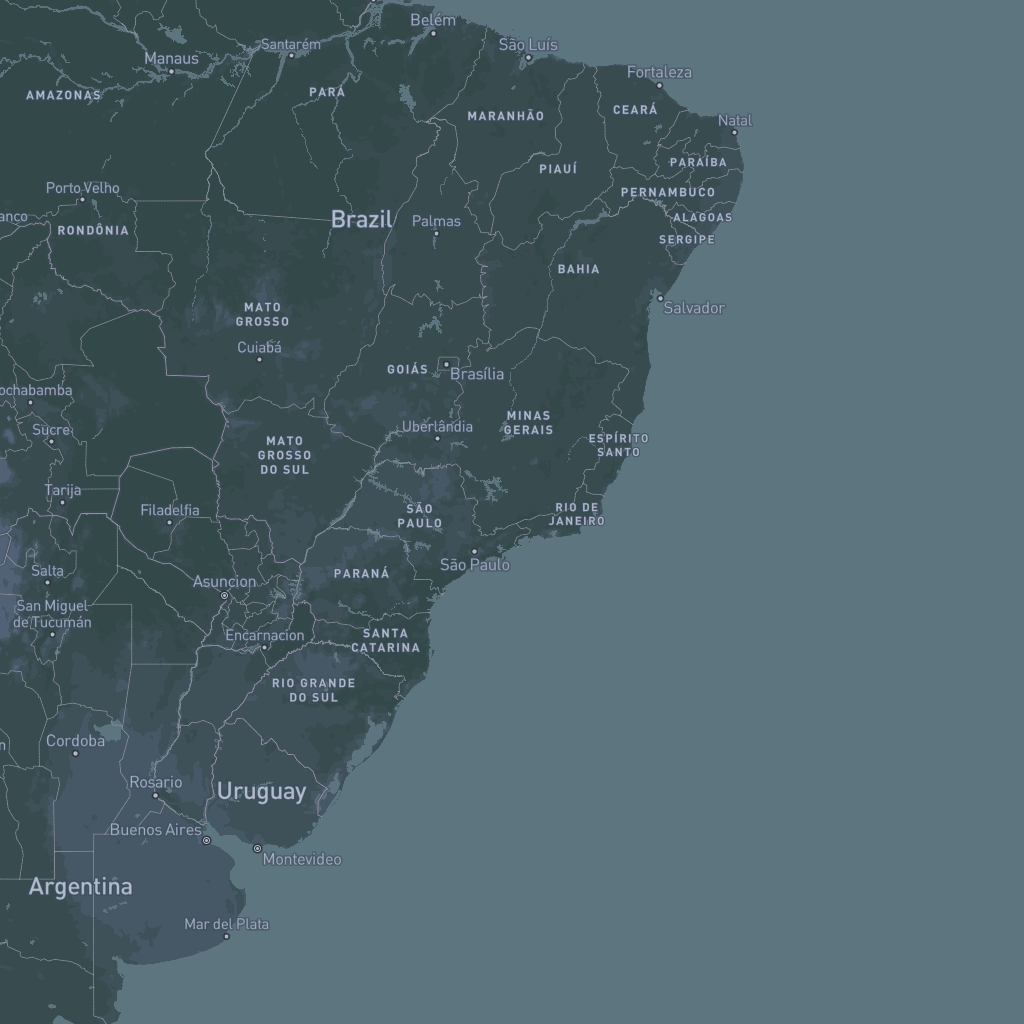 Belém
São Luís
Santarém
Manaus
Fortaleza
PARÁ
AMAZONAS
CEARÁ
MARANHÃO
Natal
PARAÍBA
PIAUÍ
Porto Velho
PERNAMBUCO
anco
Brazil
Palmas
ALAGOAS
RONDÔNIA
SERGIPE
BAHIA
MATO
GROSSO
Salvador
Cuiabá
GOIÁS
Brasília
ochabamba
MINAS
GERAIS
Sucre
Uberlândia
ESPÍRITO
SANTO
MATO
GROSSO
DO SUL
Tarija
Filadelfia
SÃO
PAULO
RIO DE
JANEIRO
São Paulo
Salta
PARANÁ
Asuncion
San Miguel
de Tucumán
Encarnacion
SANTA
CATARINA
RIO GRANDE
DO SUL
Cordoba
n
Rosario
Uruguay
Buenos Aires
Montevideo
Argentina
Mar del Plata